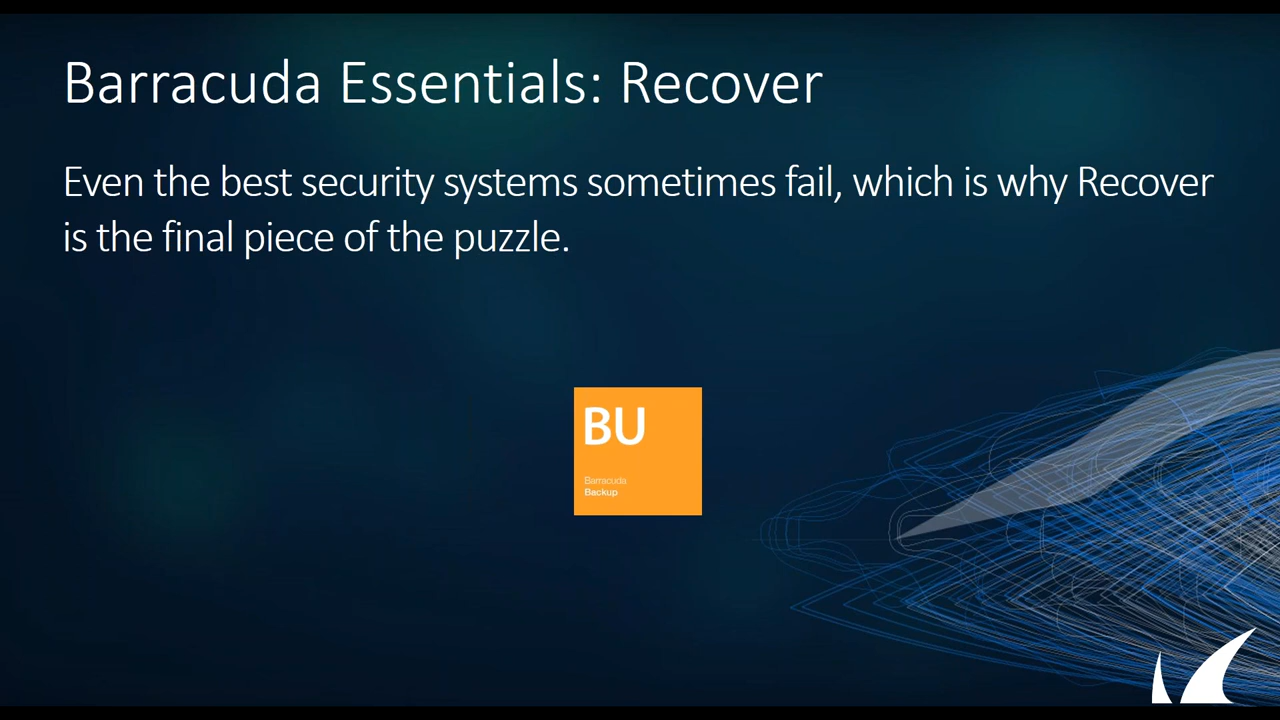 Barracuda Essentials: Recover
Even the best security systems sometimes fail, which is why Recover
is the final piece of the puzzle.
BU
Barracuda
Backup